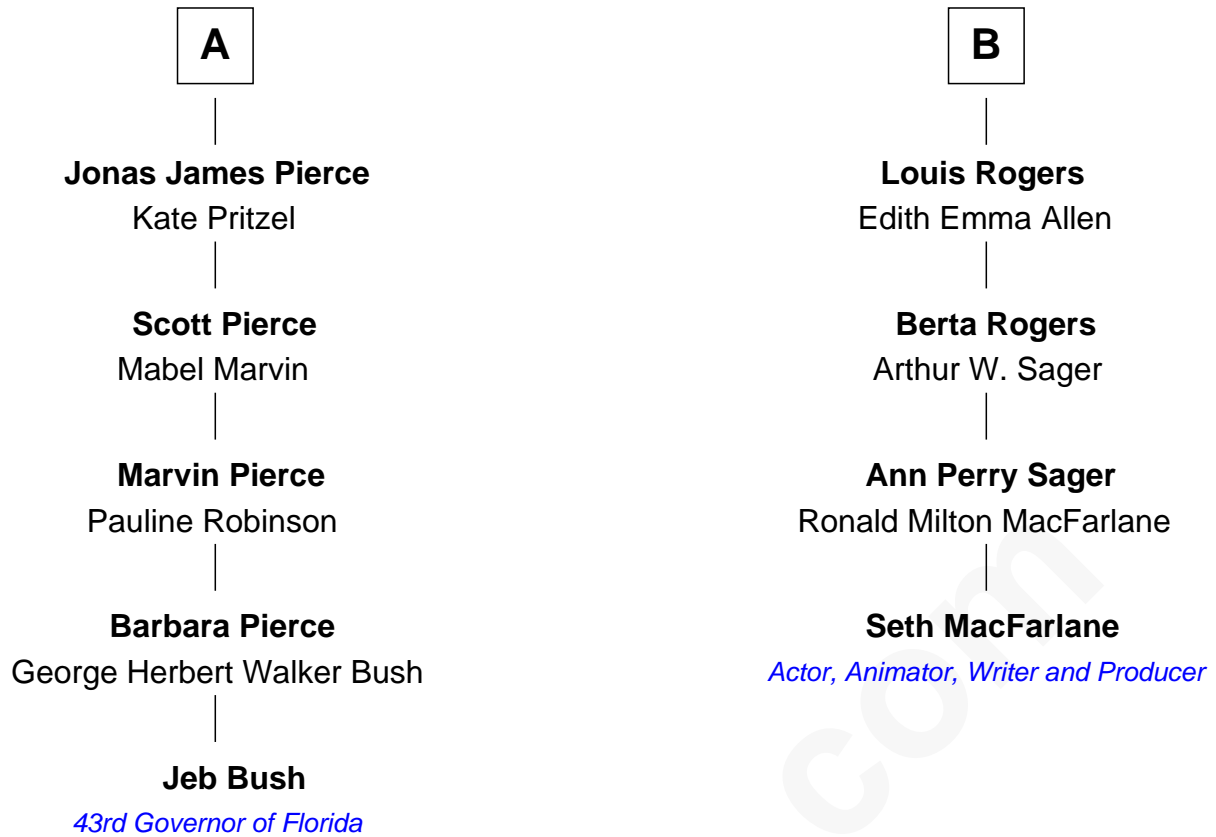 A
Jonas James Pierce
Kate Pritzel
Scott Pierce
Mabel Marvin
Marvin Pierce
Pauline Robinson
Barbara Pierce
George Herbert Walker Bush
Jeb Bush
43rd Governor of Florida
B
Louis Rogers
Edith Emma Allen
Berta Rogers
Arthur W. Sager
Ann Perry Sager
Ronald Milton MacFarlane
Seth MacFarlane
Actor, Animator, Writer and Producer
com